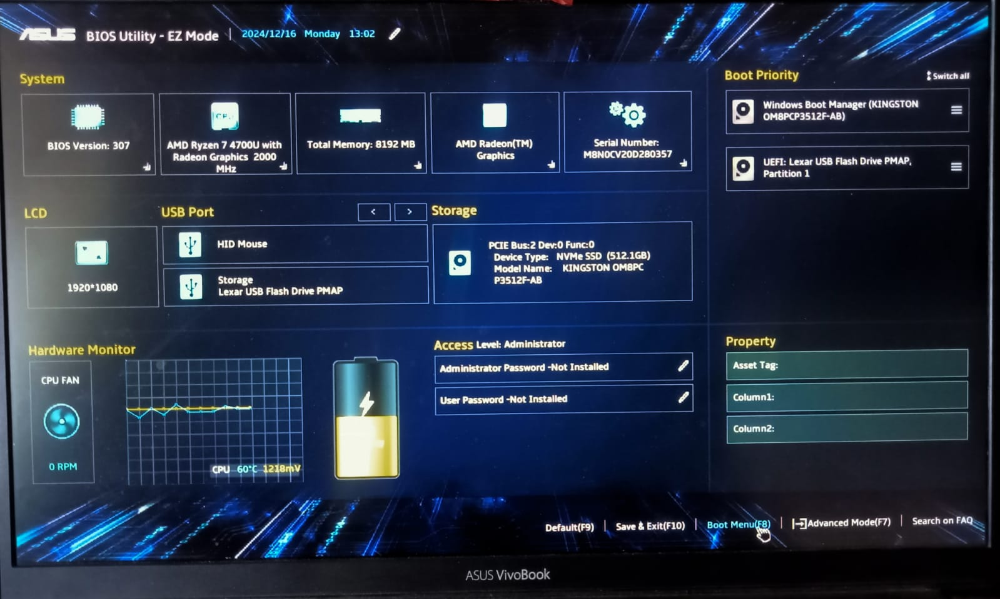 ASUS BIOS Utility - EZ Mode | 2024/12/16 Monday 13:02
System
BIOS Version: 307
CPU
AMD Ryzen 7 4700U with
Radeon Graphics 2000
MHz
Total Memory: 8192 MB
AMD Radeon(TM)
Graphics
Serial Number:
M8N0CV20D280357
Boot Priority
Switch all
Windows Boot Manager (KINGSTON
OM8PCP3512F-AB)
UEFI: Lexar USB Flash Drive PMAP,
Partition 1
LCD
1920*1080
USB Port
< >
HID Mouse
Storage
Lexar USB Flash Drive PMAP
Storage
PCIE Bus:2 Dev:0 Func:0
Device Type: NVMe SSD (512.1GB)
Model Name: KINGSTON OM8PC
P3512F-AB
Hardware Monitor
CPU FAN
0 RPM
CPU 60°C 1218mV
Access Level: Administrator
Administrator Password -Not Installed
User Password -Not Installed
Property
Asset Tag:
Column1:
Column2:
Default(F9) | Save & Exit(F10) | Boot Menu(F8) | Advanced Mode(F7) | Search on FAQ
ASUS VivoBook